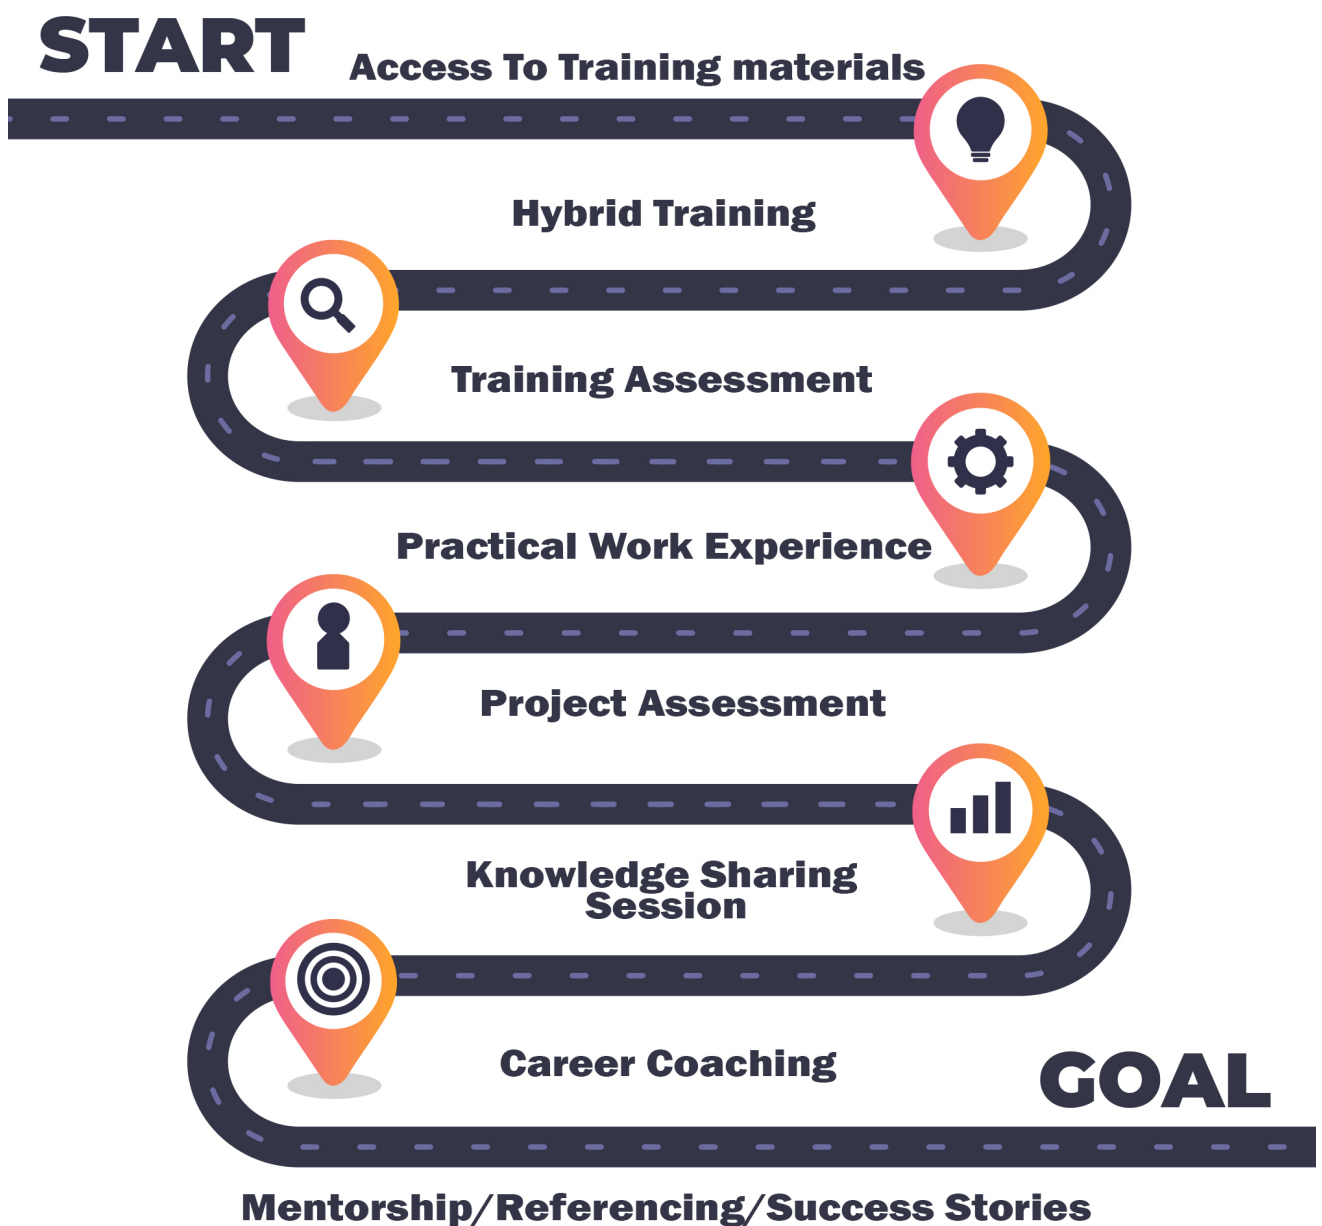 START
Access To Training materials
Hybrid Training
Training Assessment
Practical Work Experience
Project Assessment
Knowledge Sharing
Session
Career Coaching
GOAL
Mentorship/Referencing/Success Stories